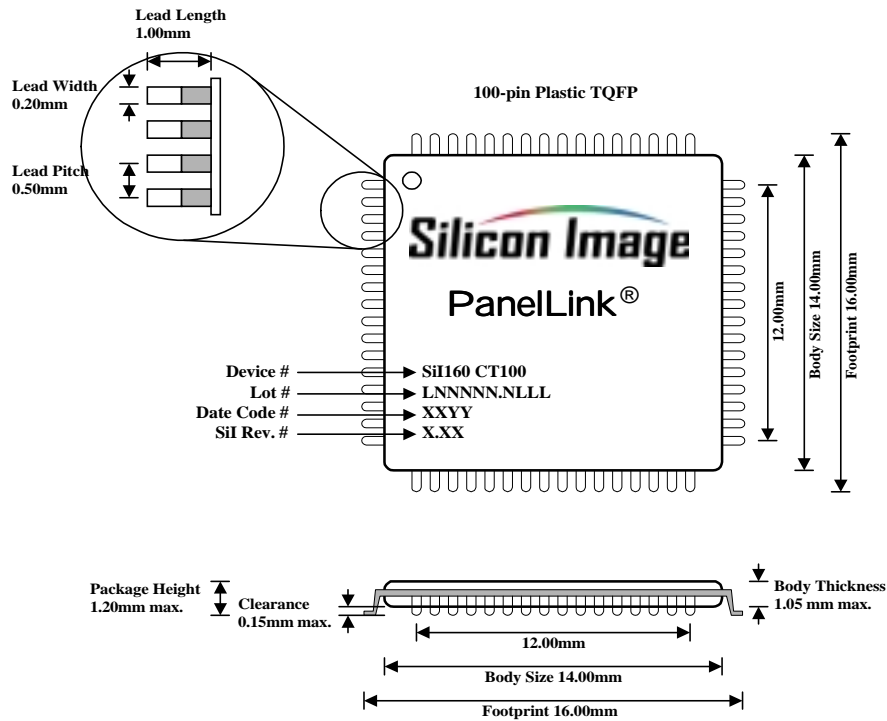 Lead Length
1.00mm
Lead Width
0.20mm
Lead Pitch
0.50mm
100-pin Plastic TQFP
Silicon Image
PanelLink®
Device #
SiI160 CT100
Lot #
LNNNNN.NLLL
Date Code #
XXYY
SiI Rev. #
X.XX
12.00mm
Body Size 14.00mm
Footprint 16.00mm
Package Height
1.20mm max.
Clearance
0.15mm max.
Body Thickness
1.05 mm max.
12.00mm
Body Size 14.00mm
Footprint 16.00mm